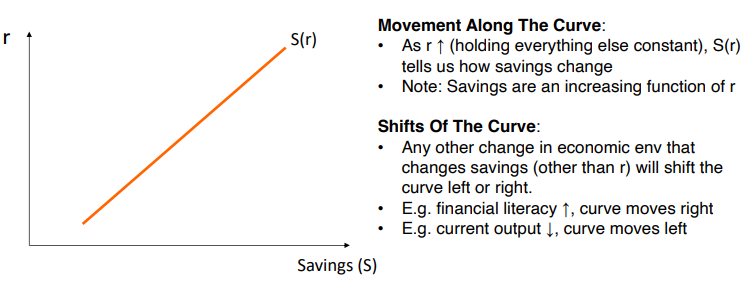 r
S(r)
Savings (S)
Movement Along The Curve:
• As r ↑ (holding everything else constant), S(r)
tells us how savings change
• Note: Savings are an increasing function of r
Shifts Of The Curve:
• Any other change in economic env that
changes savings (other than r) will shift the
curve left or right.
• E.g. financial literacy ↑, curve moves right
• E.g. current output ↓, curve moves left